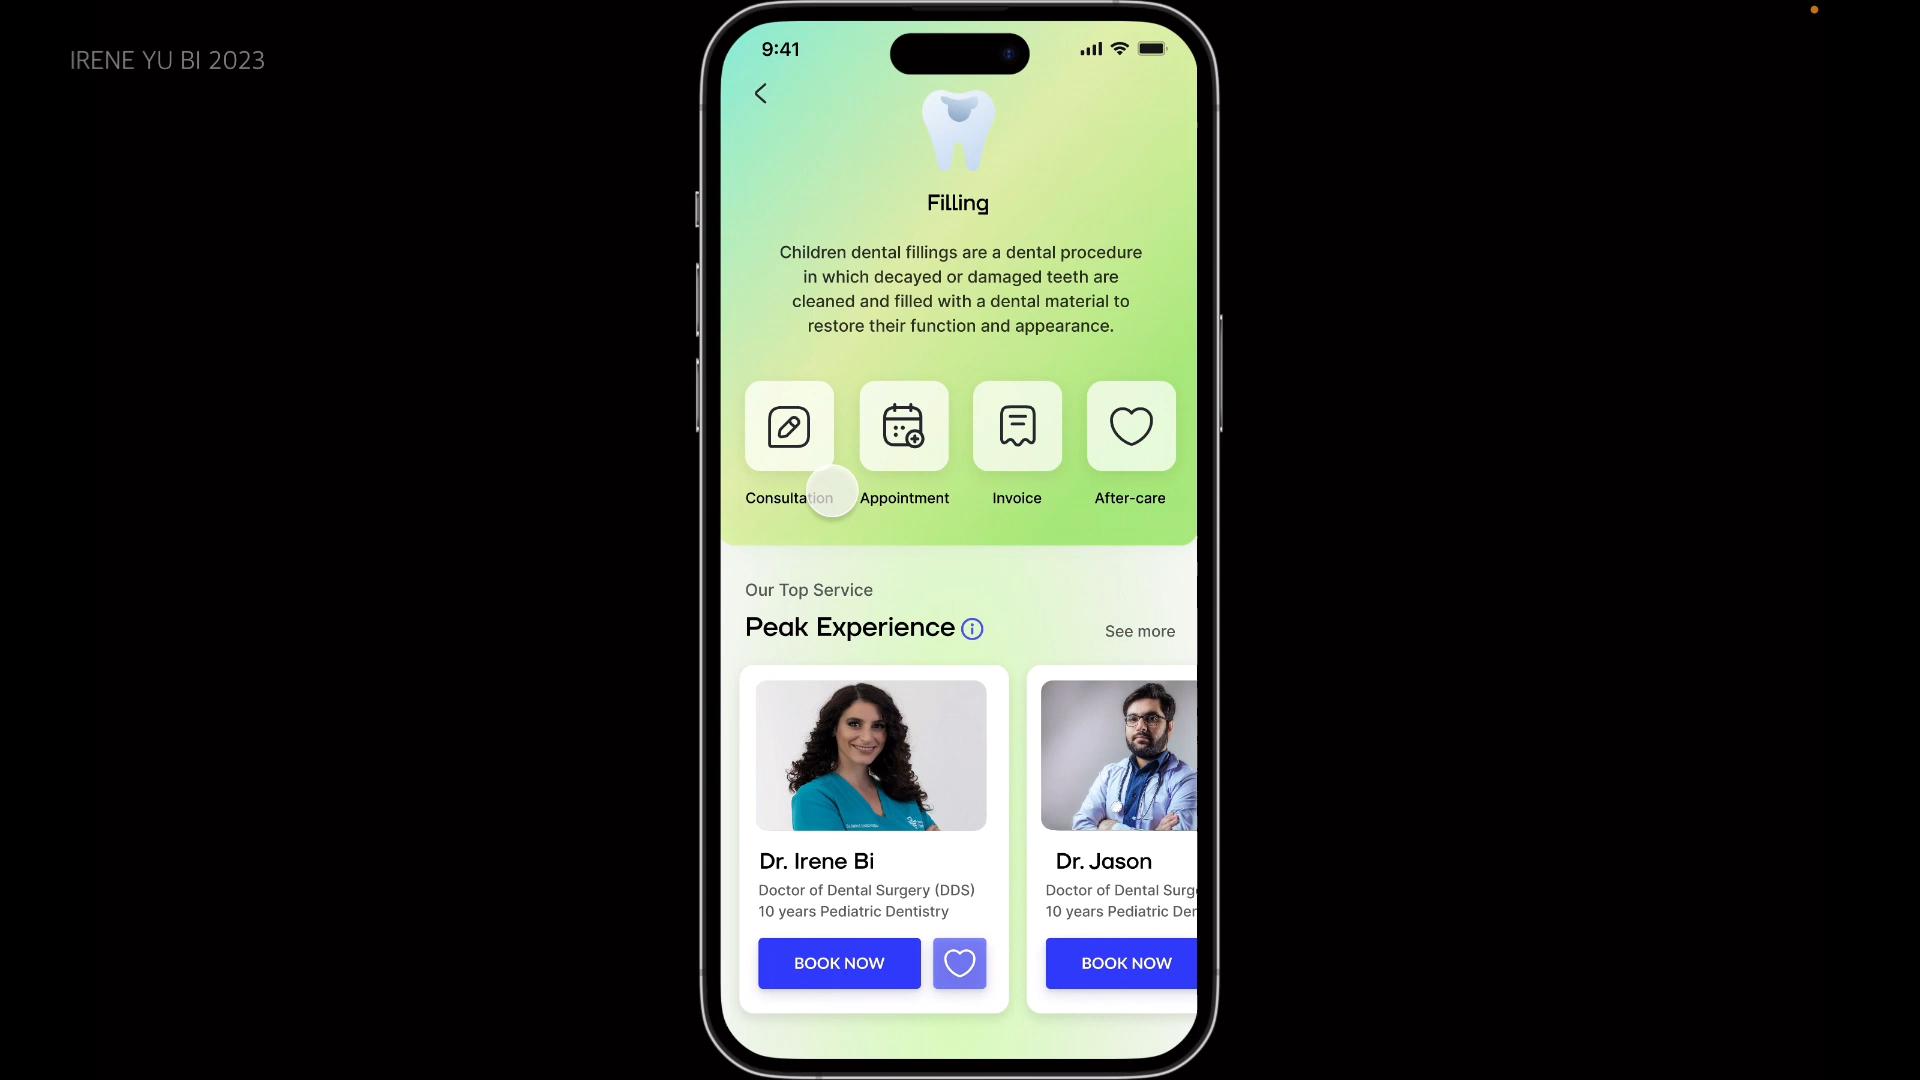 IRENE YU BI 2023
9:41
Filling
Children dental fillings are a dental procedure
in which decayed or damaged teeth are
cleaned and filled with a dental material to
restore their function and appearance.
Consultation
Appointment
Invoice
After-care
Our Top Service
Peak Experience
See more
Dr. Irene Bi
Doctor of Dental Surgery (DDS)
10 years Pediatric Dentistry
BOOK NOW
Dr. Jason
Doctor of Dental Surge
10 years Pediatric Den
BOOK NOW